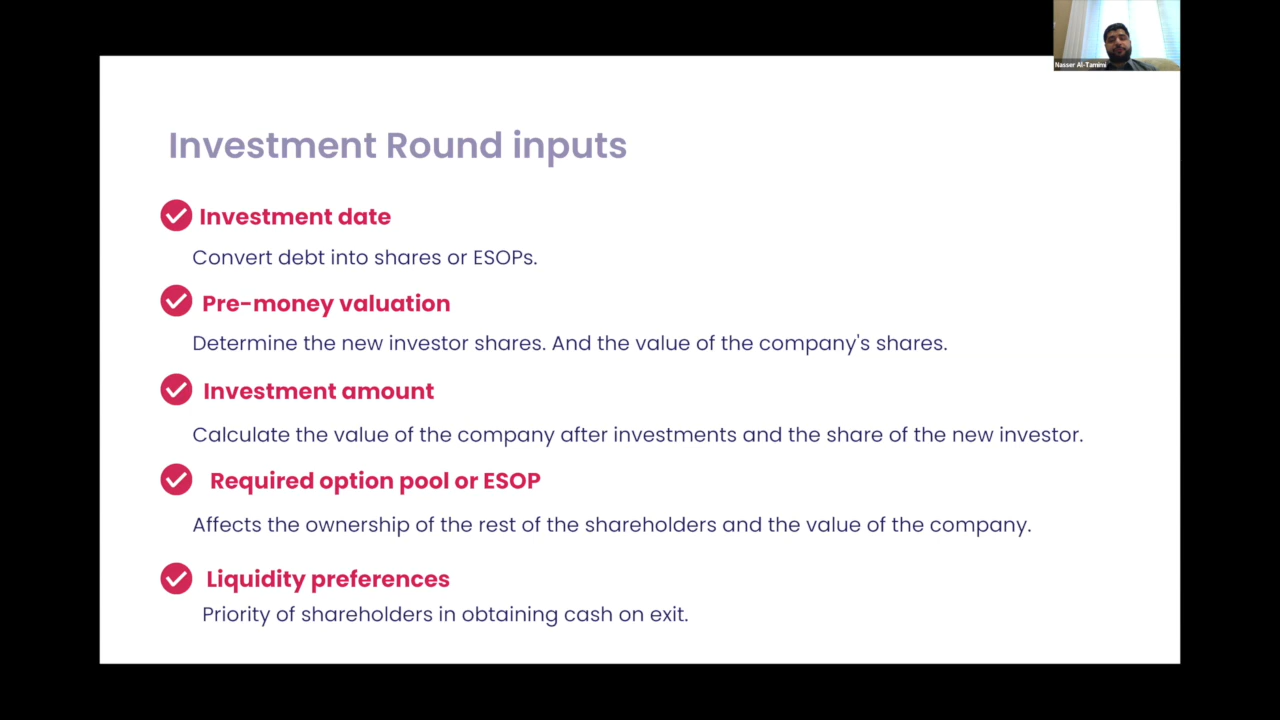 Nasser Al-Tamimi
Investment Round inputs
Investment date
Convert debt into shares or ESOPs.
Pre-money valuation
Determine the new investor shares. And the value of the company's shares.
Investment amount
Calculate the value of the company after investments and the share of the new investor.
Required option pool or ESOP
Affects the ownership of the rest of the shareholders and the value of the company.
Liquidity preferences
Priority of shareholders in obtaining cash on exit.